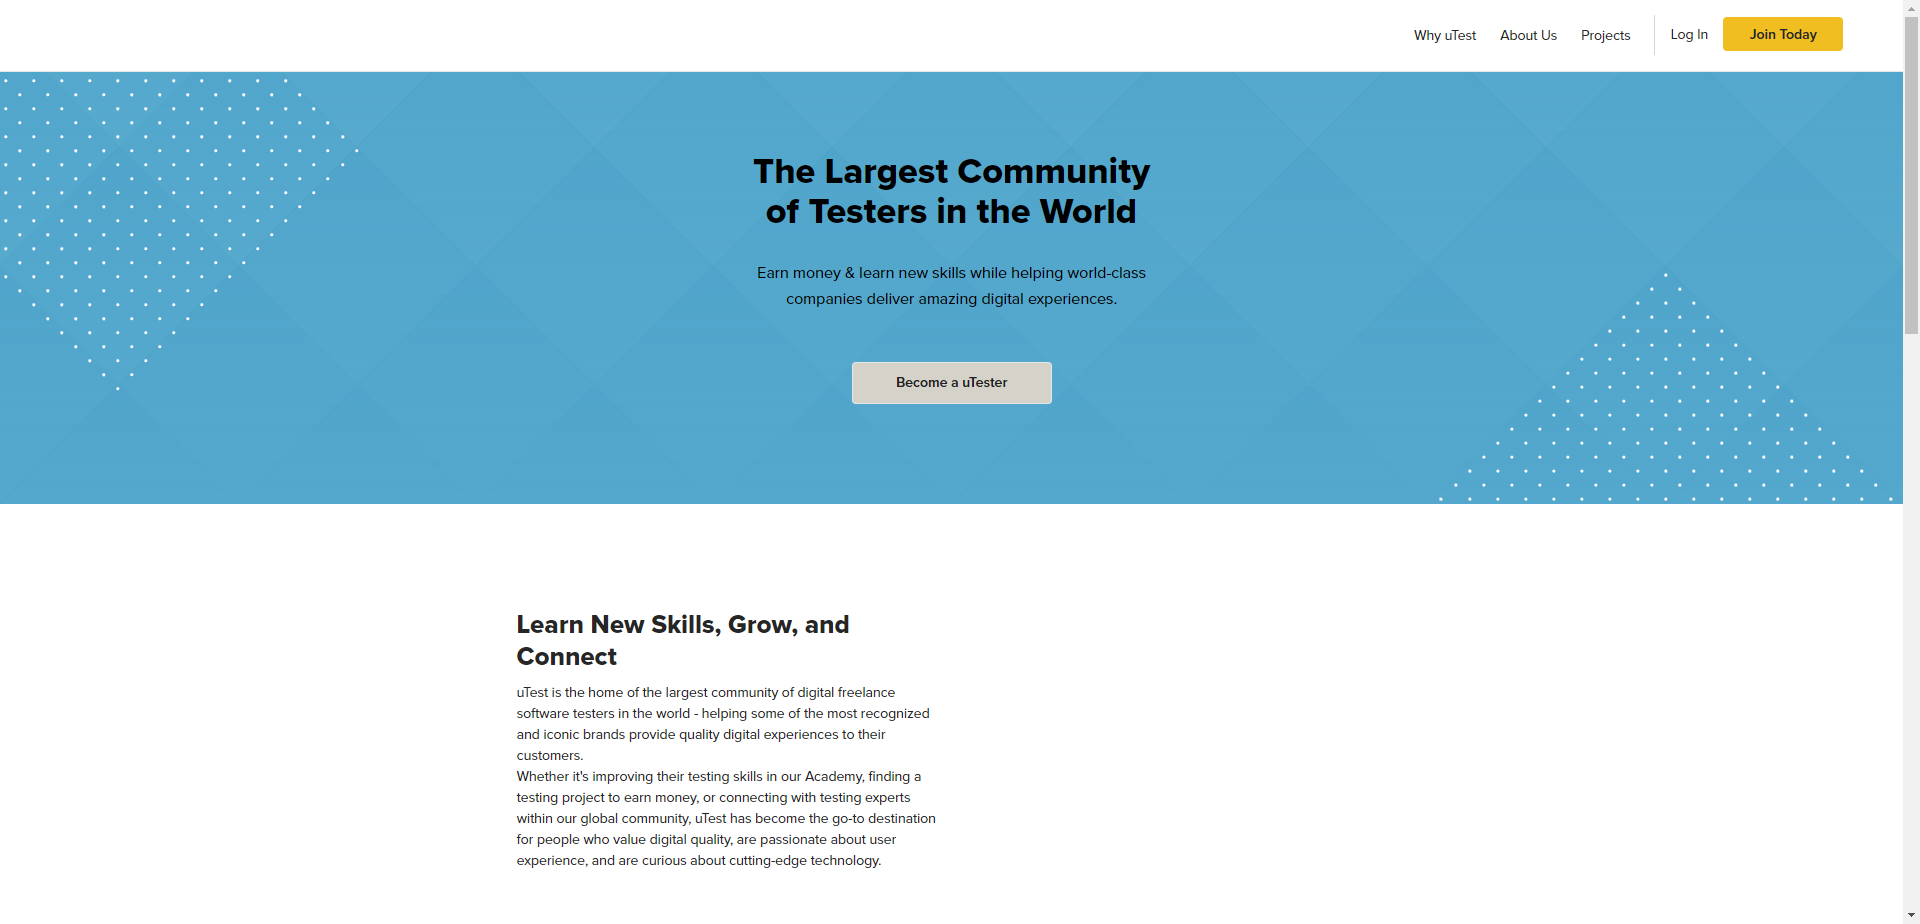 Why uTest About Us Projects Log In Join Today
The Largest Community
of Testers in the World
Earn money & learn new skills while helping world-class
companies deliver amazing digital experiences.
Become a uTester
Learn New Skills, Grow, and
Connect
uTest is the home of the largest community of digital freelance
software testers in the world - helping some of the most recognized
and iconic brands provide quality digital experiences to their
customers.
Whether it's improving their testing skills in our Academy, finding a
testing project to earn money, or connecting with testing experts
within our global community, uTest has become the go-to destination
for people who value digital quality, are passionate about user
experience, and are curious about cutting-edge technology.